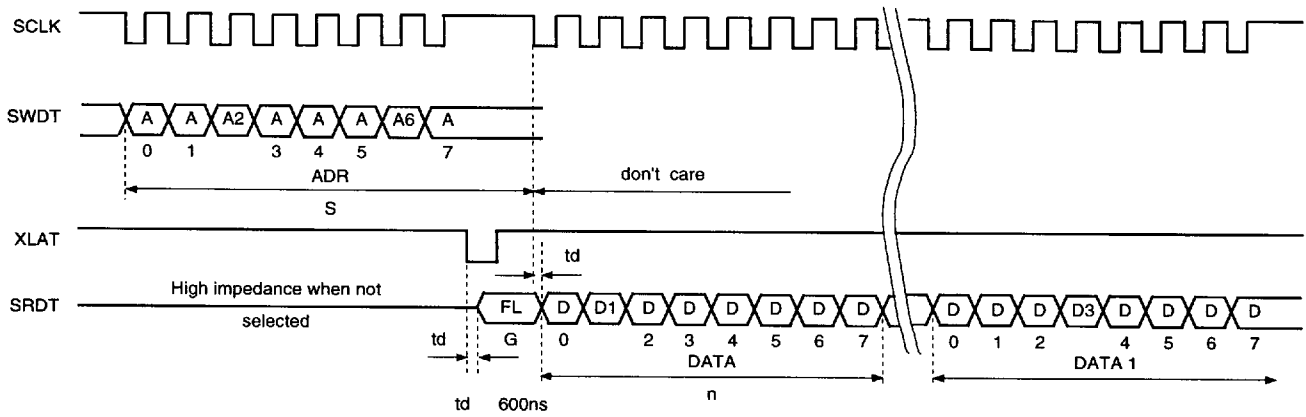 SCLK
SWDT A A A2 A A A A6 A
0 1 3 4 5 7
ADR
S
don't care
XLAT
td
SRDT High impedance when not
selected
FL D D1 D D D D D D D D D D3 D D D D
td G 0 2 3 4 5 6 7 0 1 2 4 5 6 7
DATA DATA 1
n
td 600ns